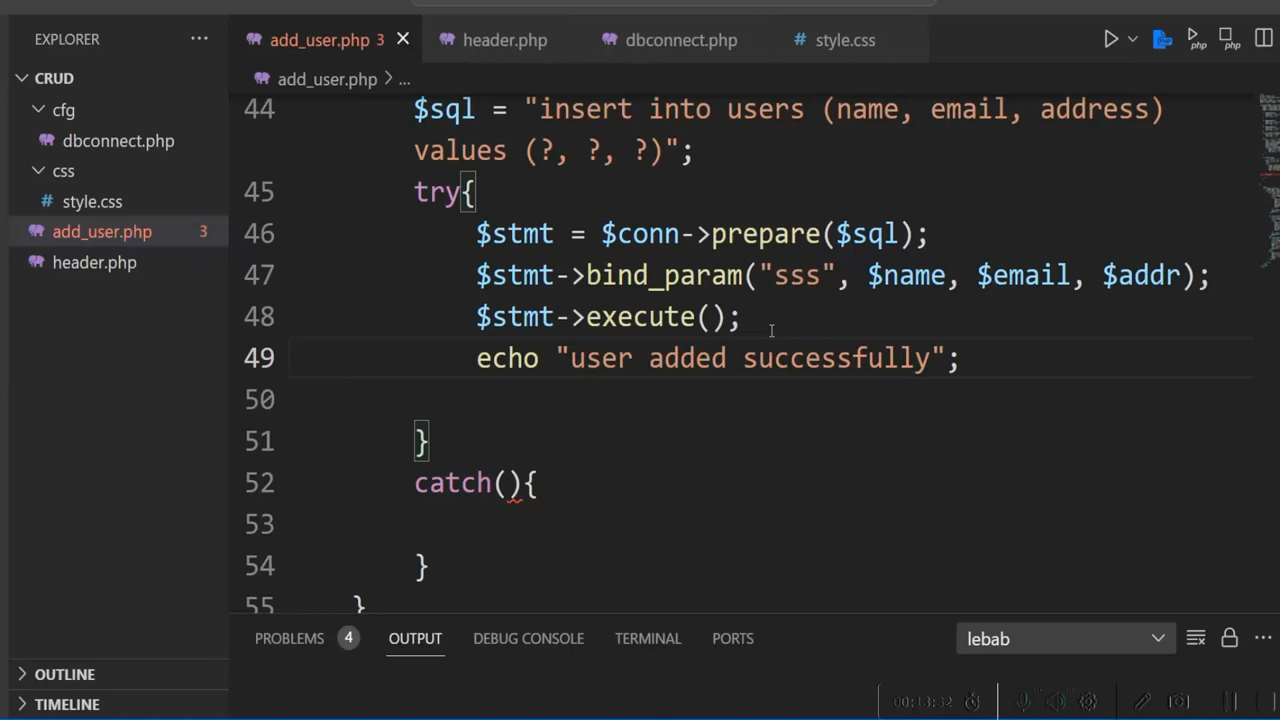 EXPLORER ···
add_user.php 3
header.php
dbconnect.php
# style.css
CRUD
cfg
dbconnect.php
css
# style.css
add_user.php 3
header.php
OUTLINE
TIMELINE
add_user.php > ...
44 $sql = "insert into users (name, email, address)
values (?, ?, ?)";
45 try{
46 $stmt = $conn->prepare($sql);
47 $stmt->bind_param("sss", $name, $email, $addr);
48 $stmt->execute();
49 echo "user added successfully";
50
51 }
52 catch(){
53
54 }
55 }
PROBLEMS 4 OUTPUT DEBUG CONSOLE TERMINAL PORTS
lebab
00:13:32